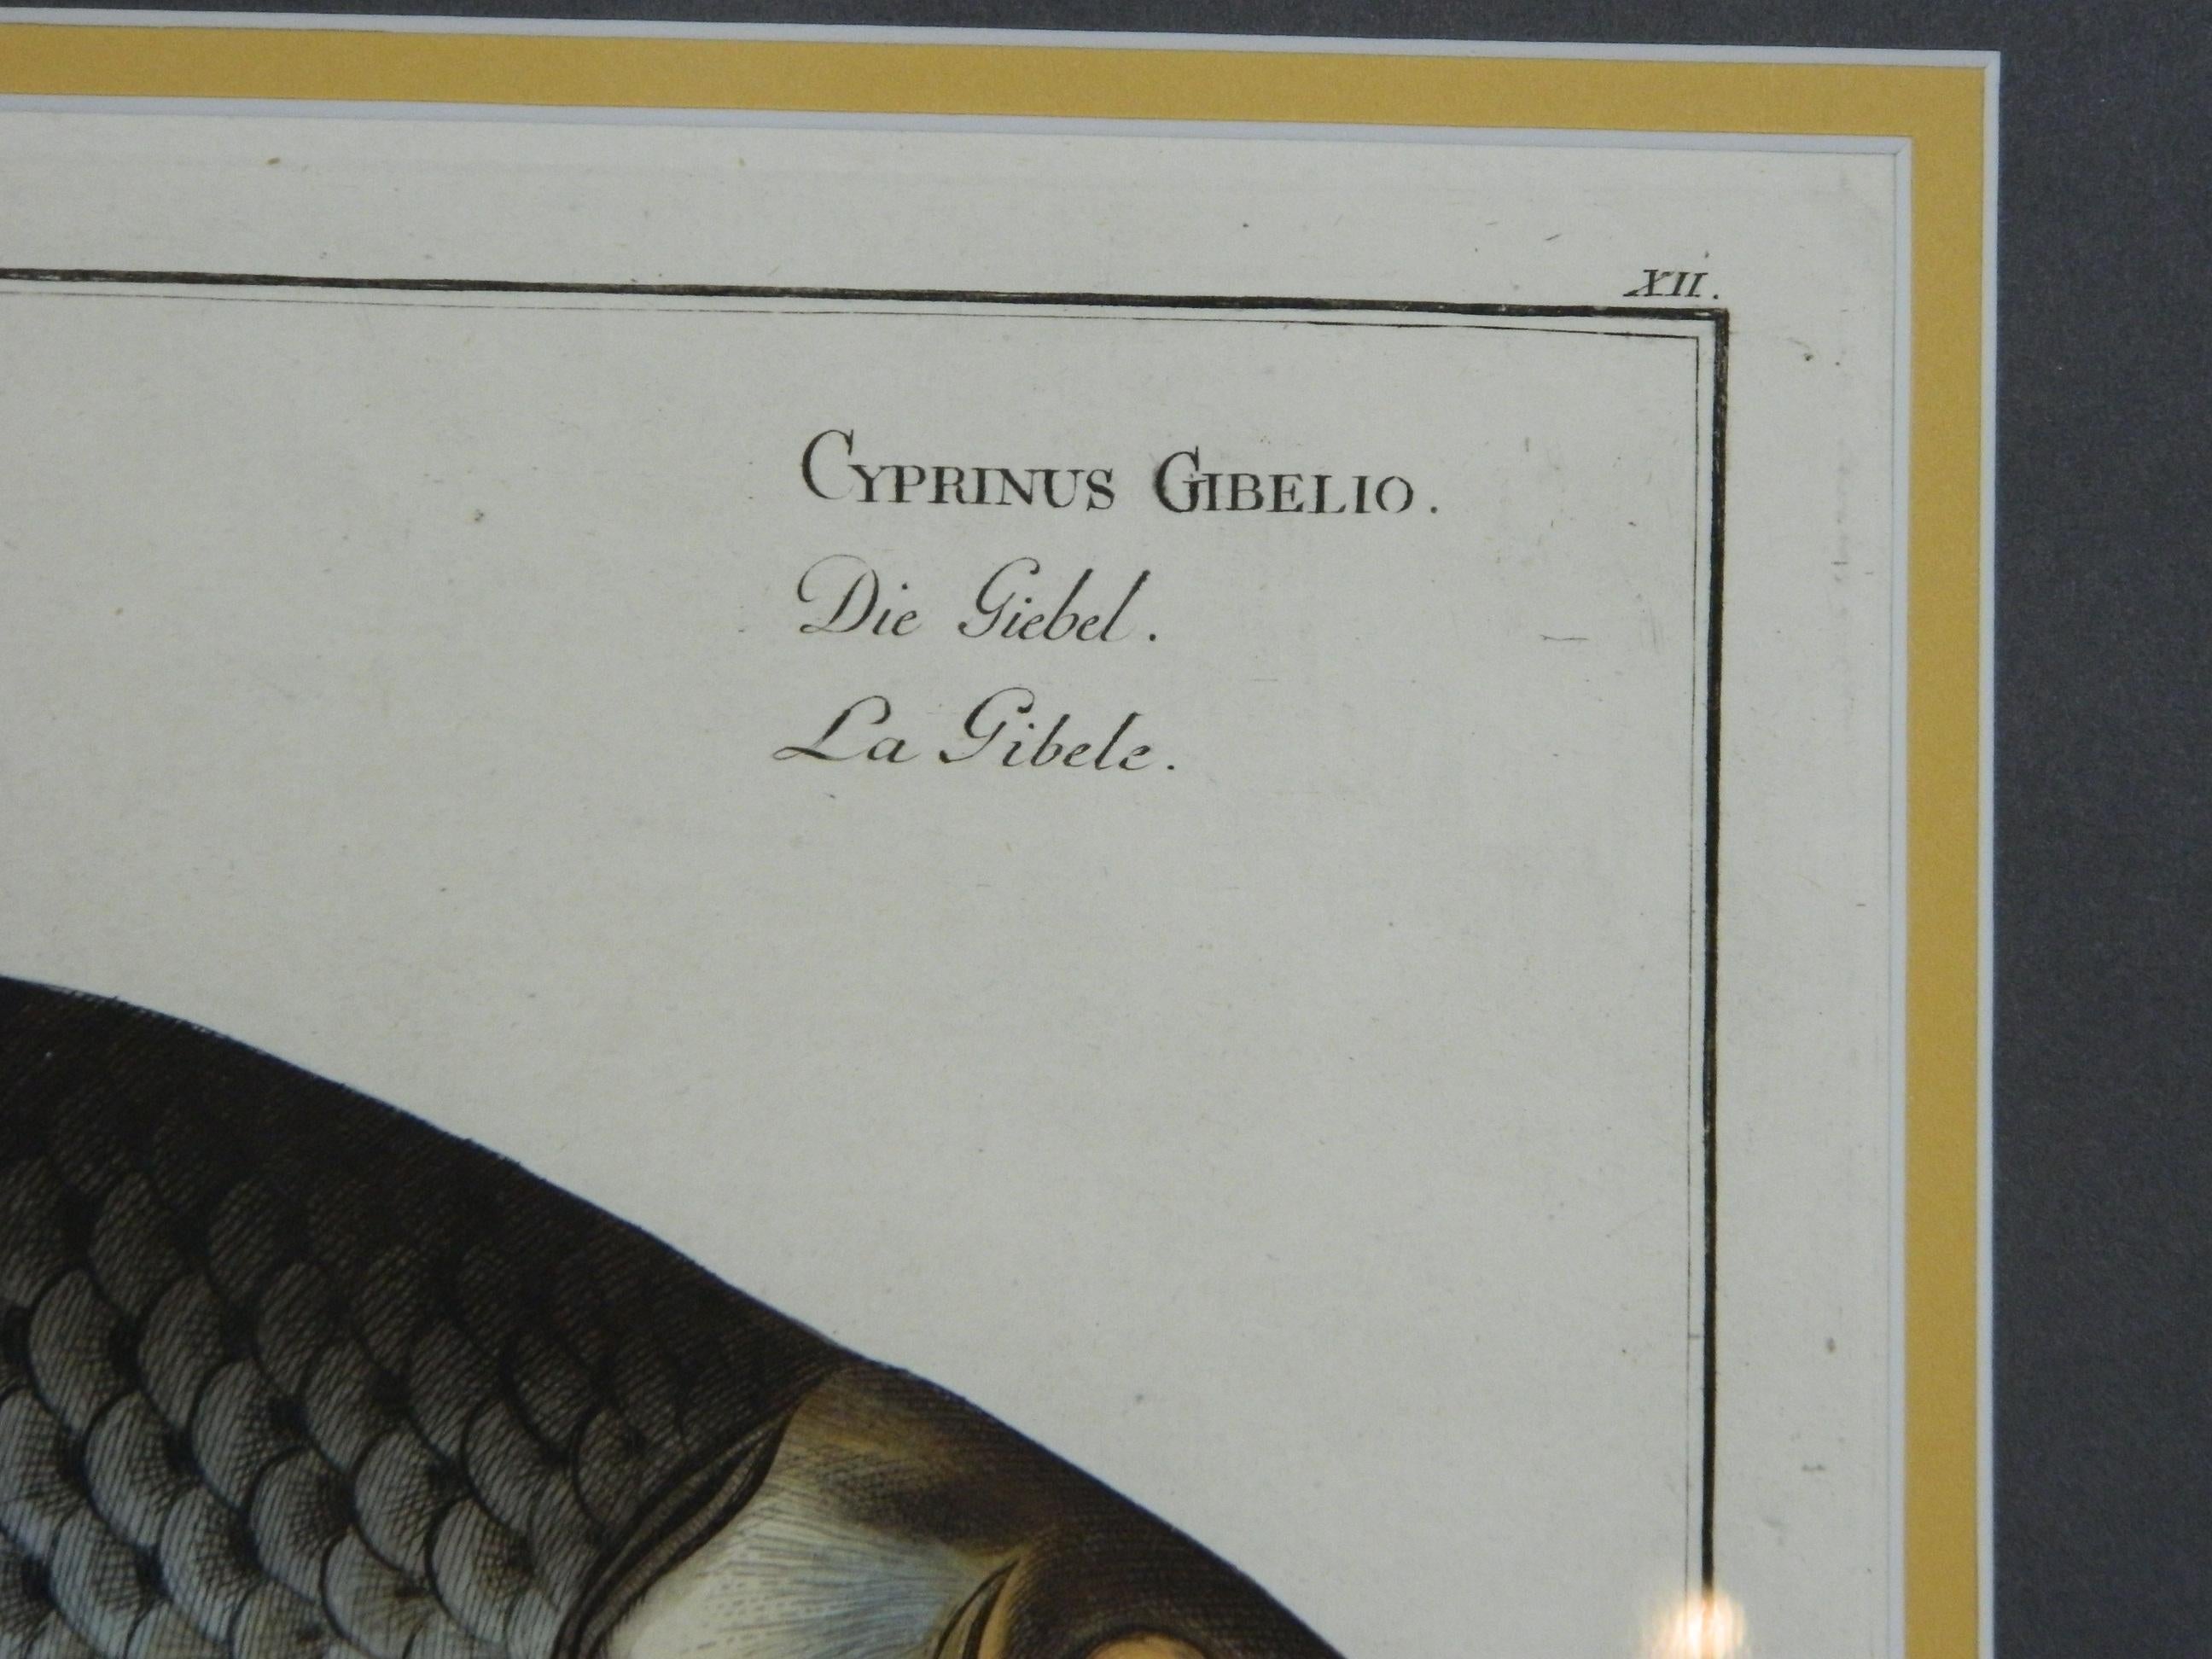 XII.
CYPRINUS GIBELIO.
Die Giebel.
La Gibele.